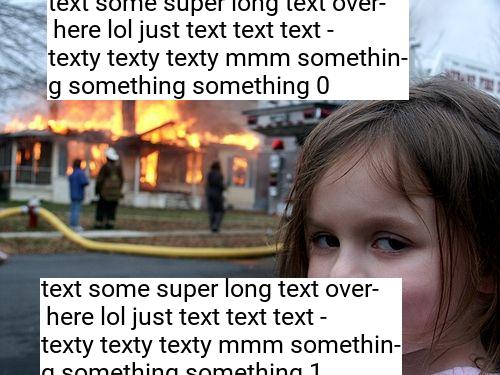 text some super long text over-
here lol just text text text -
texty texty texty mmm somethin-
g something something 0
text some super long text over-
here lol just text text text -
texty texty texty mmm somethin-
g something something 1